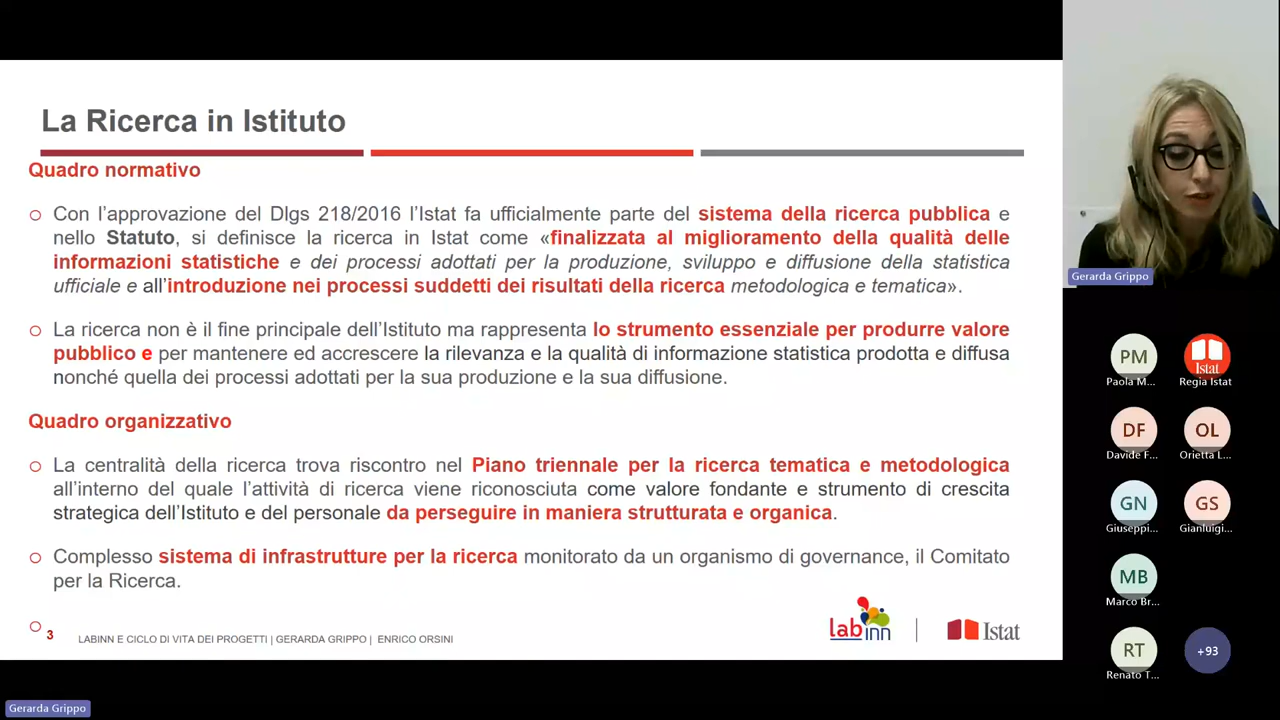 La Ricerca in Istituto
Quadro normativo
Con l'approvazione del Dlgs 218/2016 l'Istat fa ufficialmente parte del sistema della ricerca pubblica e
nello Statuto, si definisce la ricerca in Istat come «finalizzata al miglioramento della qualità delle
informazioni statistiche e dei processi adottati per la produzione, sviluppo e diffusione della statistica
ufficiale e all'introduzione nei processi suddetti dei risultati della ricerca metodologica e tematica».
La ricerca non è il fine principale dell'Istituto ma rappresenta lo strumento essenziale per produrre valore
pubblico e per mantenere ed accrescere la rilevanza e la qualità di informazione statistica prodotta e diffusa
nonché quella dei processi adottati per la sua produzione e la sua diffusione.
Quadro organizzativo
La centralità della ricerca trova riscontro nel Piano triennale per la ricerca tematica e metodologica
all'interno del quale l'attività di ricerca viene riconosciuta come valore fondante e strumento di crescita
strategica dell'Istituto e del personale da perseguire in maniera strutturata e organica.
Complesso sistema di infrastrutture per la ricerca monitorato da un organismo di governance, il Comitato
per la Ricerca.
3
LABINN E CICLO DI VITA DEI PROGETTI | GERARDA GRIPPO | ENRICO ORSINI
labinn
Istat
Gerarda Grippo
PM
Paola M...
Istat
Regia Istat
DF
Davide F...
OL
Orietta L...
GN
Giuseppi...
GS
Gianluigi...
MB
Marco Br...
RT
Renato T...
+93
Gerarda Grippo